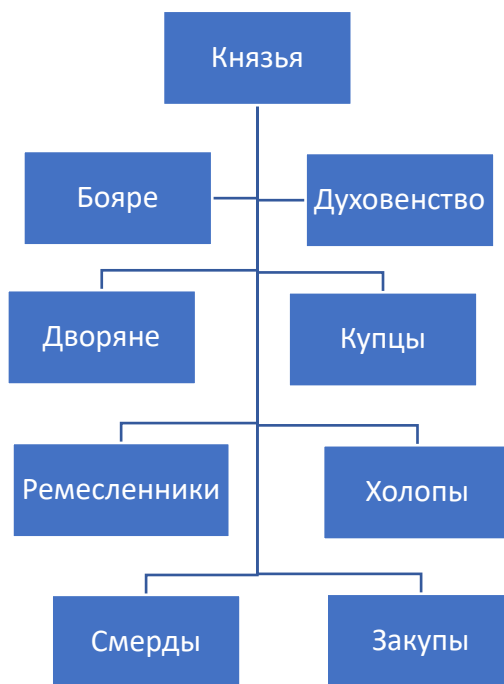 Князья
Бояре
Духовенство
Дворяне
Купцы
Ремесленники
Холопы
Смерды
Закупы